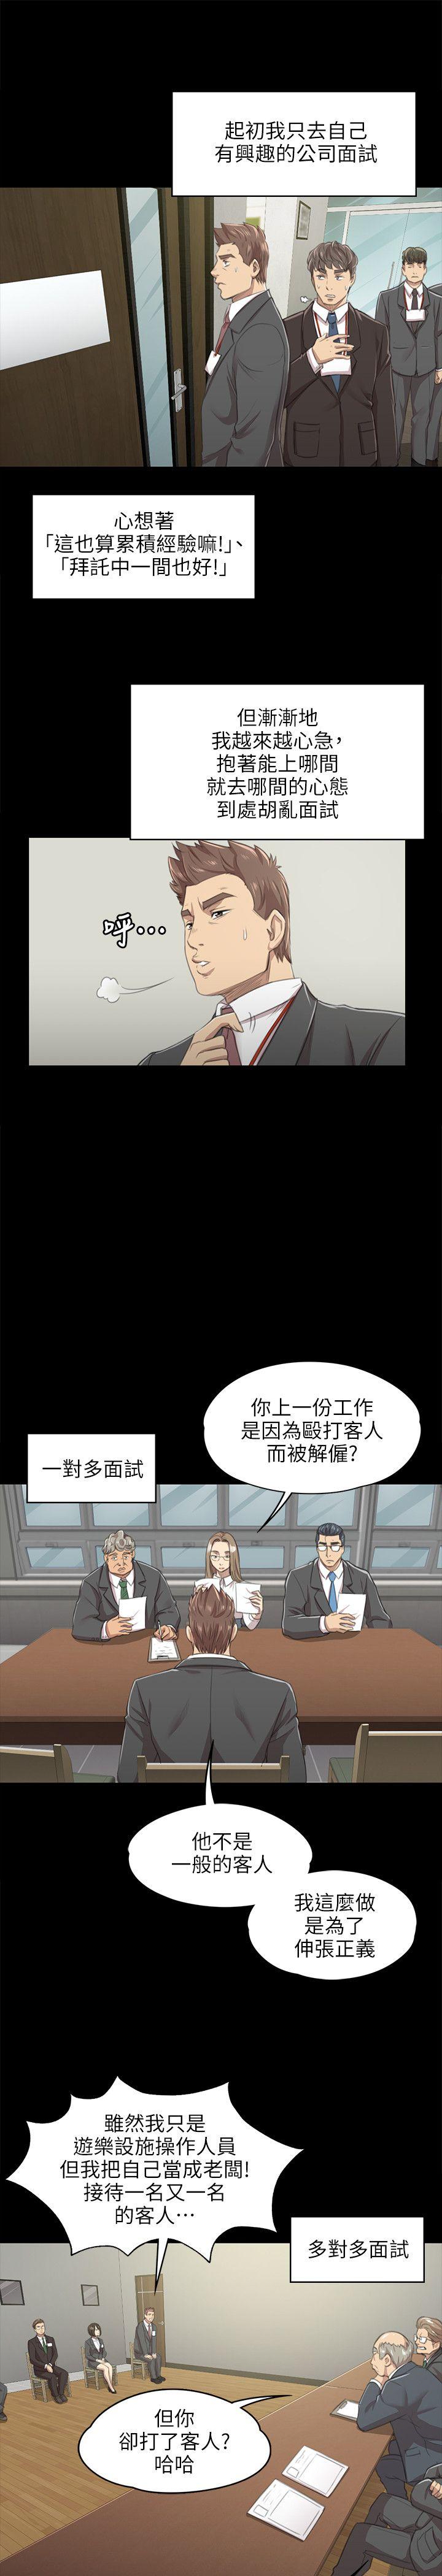 起初我只去自己
有興趣的公司面試
心想著
「這也算累積經驗嘛!」、
「拜託中一間也好!」
但漸漸地
我越來越心急,
抱著能上哪間
就去哪間的心態
到處胡亂面試
呼…
你上一份工作
是因為毆打客人
而被解僱?
一對多面試
他不是
一般的客人
我這麼做
是為了
伸張正義
雖然我只是
遊樂設施操作人員
但我把自己當成老闆!
接待一名又一名
的客人…
多對多面試
但你
卻打了客人?
哈哈